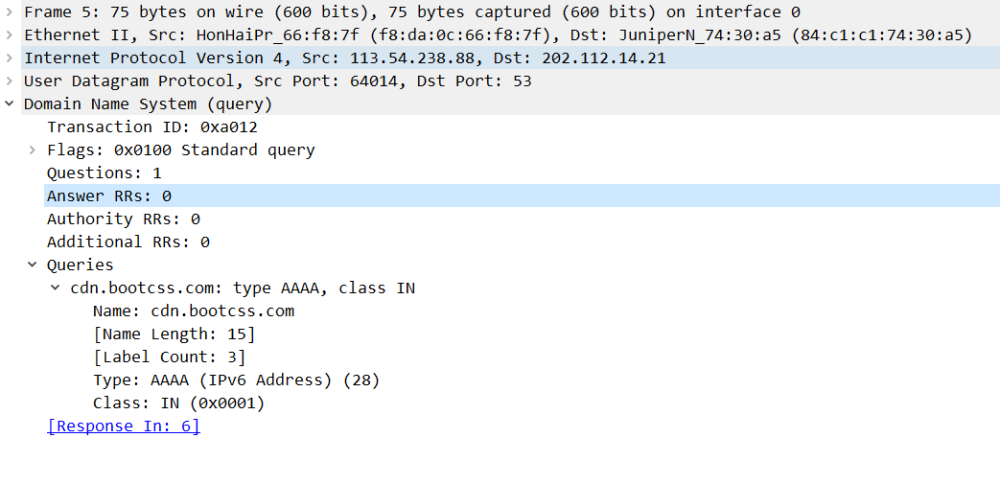 Frame 5: 75 bytes on wire (600 bits), 75 bytes captured (600 bits) on interface 0
Ethernet II, Src: HonHaiPr_66:f8:7f (f8:da:0c:66:f8:7f), Dst: JuniperN_74:30:a5 (84:c1:c1:74:30:a5)
Internet Protocol Version 4, Src: 113.54.238.88, Dst: 202.112.14.21
User Datagram Protocol, Src Port: 64014, Dst Port: 53
Domain Name System (query)
Transaction ID: 0xa012
Flags: 0x0100 Standard query
Questions: 1
Answer RRs: 0
Authority RRs: 0
Additional RRs: 0
Queries
cdn.bootcss.com: type AAAA, class IN
Name: cdn.bootcss.com
[Name Length: 15]
[Label Count: 3]
Type: AAAA (IPv6 Address) (28)
Class: IN (0x0001)
[Response In: 6]